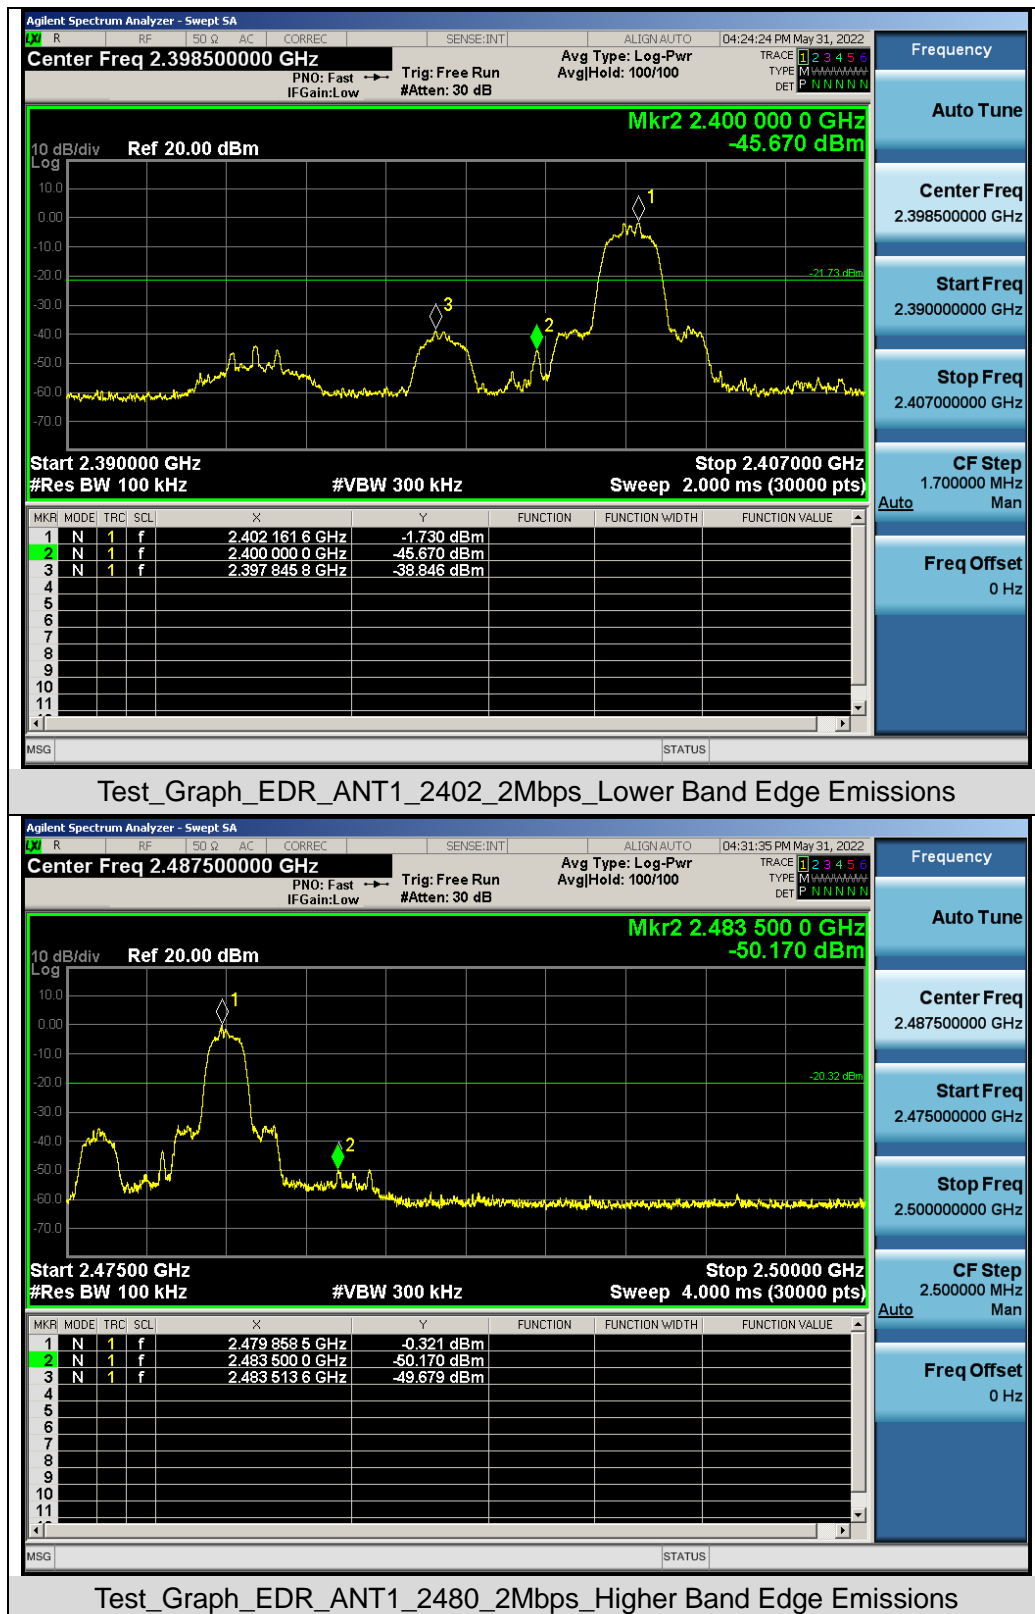 Agilent Spectrum Analyzer - Swept SA
LXI R RF 50 Ω AC CORREC SENSE:INT ALIGN AUTO 04:24:24 PM May 31, 2022
Center Freq 2.398500000 GHz
PNO: Fast Trig: Free Run Avg Type: Log-Pwr TRACE 1 2 3 4 5 6
IFGain:Low #Atten: 30 dB Avg|Hold: 100/100 TYPE M
DET P N N N N N
Frequency
Auto Tune
Center Freq
2.398500000 GHz
Start Freq
2.390000000 GHz
Stop Freq
2.407000000 GHz
CF Step
1.700000 MHz
Auto Man
Freq Offset
0 Hz
Mkr2 2.400 000 0 GHz
-45.670 dBm
10 dB/div Ref 20.00 dBm
Log
10.0
0.00
-10.0
-20.0
-30.0
-40.0
-50.0
-60.0
-70.0
1
2
3
-21.73 dBm
Start 2.390000 GHz Stop 2.407000 GHz
#Res BW 100 kHz #VBW 300 kHz Sweep 2.000 ms (30000 pts)
MKR MODE TRC SCL X Y FUNCTION FUNCTION WIDTH FUNCTION VALUE
1 N 1 f 2.402 161 6 GHz -1.730 dBm
2 N 1 f 2.400 000 0 GHz -45.670 dBm
3 N 1 f 2.397 845 8 GHz -38.846 dBm
4
5
6
7
8
9
10
11
MSG STATUS
Test_Graph_EDR_ANT1_2402_2Mbps_Lower Band Edge Emissions
Agilent Spectrum Analyzer - Swept SA
LXI R RF 50 Ω AC CORREC SENSE:INT ALIGN AUTO 04:31:35 PM May 31, 2022
Center Freq 2.487500000 GHz
PNO: Fast Trig: Free Run Avg Type: Log-Pwr TRACE 1 2 3 4 5 6
IFGain:Low #Atten: 30 dB Avg|Hold: 100/100 TYPE M
DET P N N N N N
Frequency
Auto Tune
Center Freq
2.487500000 GHz
Start Freq
2.475000000 GHz
Stop Freq
2.500000000 GHz
CF Step
2.500000 MHz
Auto Man
Freq Offset
0 Hz
Mkr2 2.483 500 0 GHz
-50.170 dBm
10 dB/div Ref 20.00 dBm
Log
10.0
0.00
-10.0
-20.0
-30.0
-40.0
-50.0
-60.0
-70.0
1
2
-20.32 dBm
Start 2.47500 GHz Stop 2.50000 GHz
#Res BW 100 kHz #VBW 300 kHz Sweep 4.000 ms (30000 pts)
MKR MODE TRC SCL X Y FUNCTION FUNCTION WIDTH FUNCTION VALUE
1 N 1 f 2.479 858 5 GHz -0.321 dBm
2 N 1 f 2.483 500 0 GHz -50.170 dBm
3 N 1 f 2.483 513 6 GHz -49.679 dBm
4
5
6
7
8
9
10
11
MSG STATUS
Test_Graph_EDR_ANT1_2480_2Mbps_Higher Band Edge Emissions